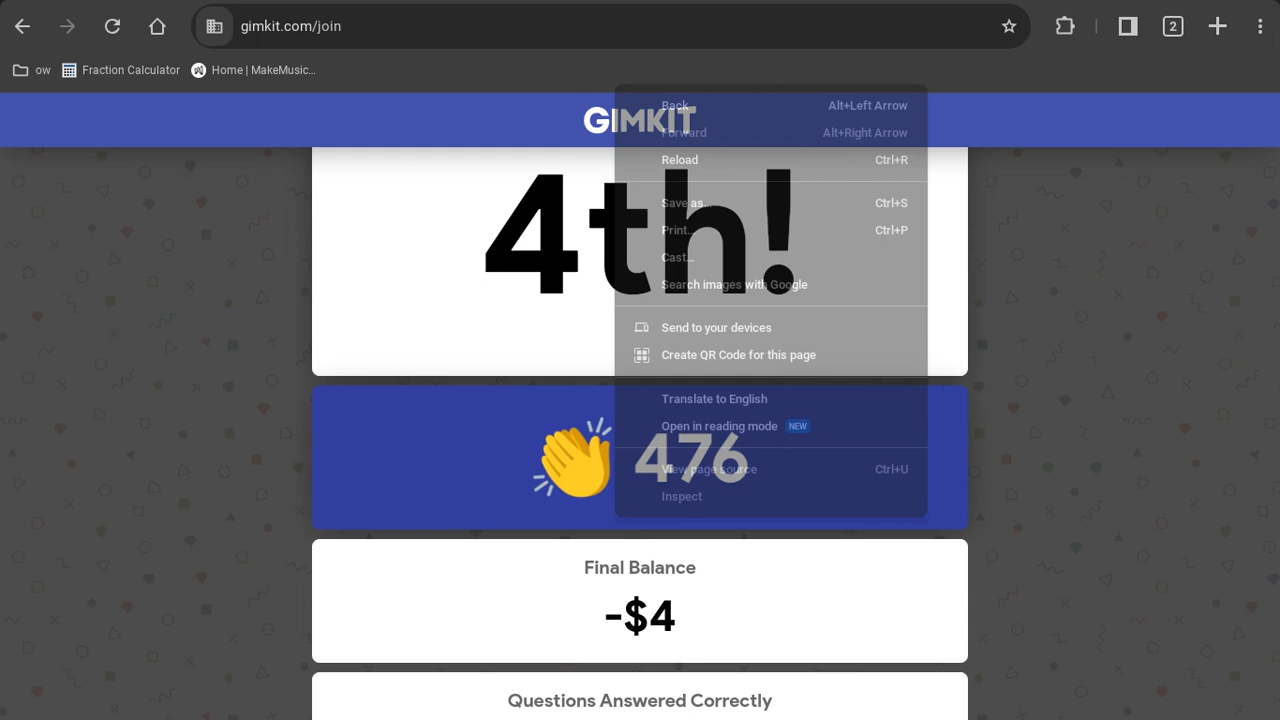 gimkit.com/join
2
ow
Fraction Calculator
Home | MakeMusic...
GIMKIT
4th!
Back Alt+Left Arrow
Forward Alt+Right Arrow
Reload Ctrl+R
Save as... Ctrl+S
Print... Ctrl+P
Cast...
Search images with Google
Send to your devices
Create QR Code for this page
Translate to English
Open in reading mode NEW
View page source Ctrl+U
Inspect
476
Final Balance
-$4
Questions Answered Correctly